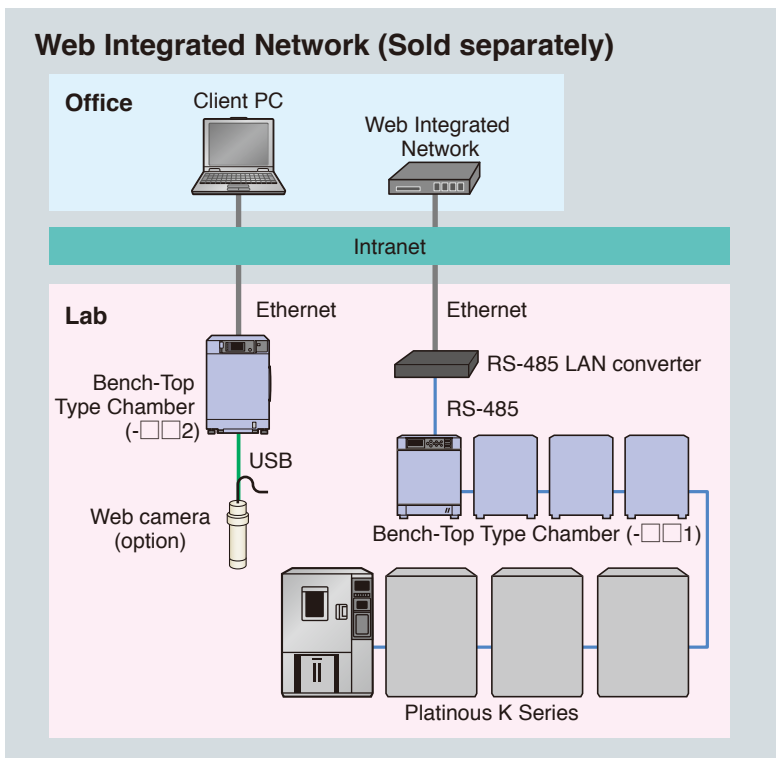 Web Integrated Network (Sold separately)
Office
Client PC
Web Integrated
Network
Intranet
Lab
Ethernet
Ethernet
RS-485 LAN converter
Bench-Top
Type Chamber
(-□□2)
RS-485
USB
Web camera
(option)
Bench-Top Type Chamber (-□□1)
Platinous K Series